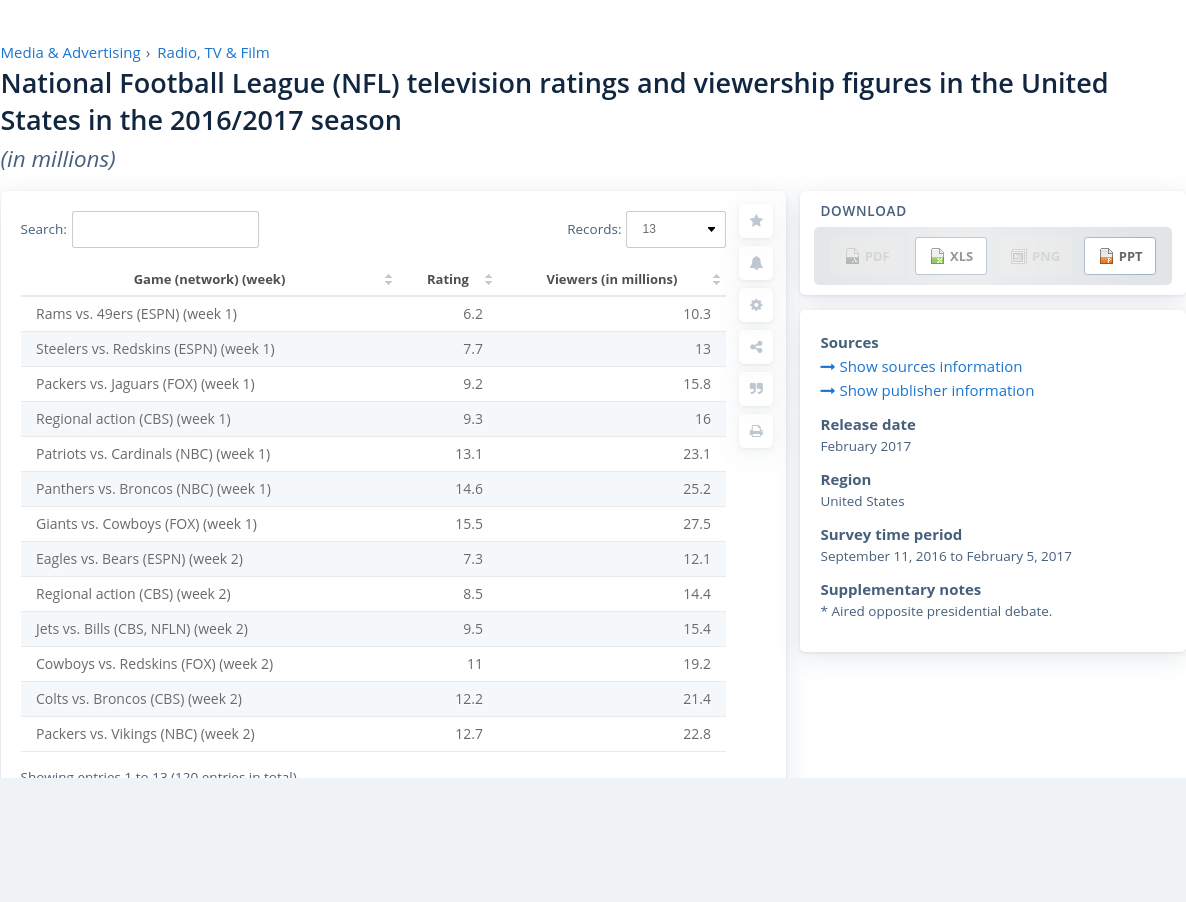 Media & Advertising › Radio, TV & Film
National Football League (NFL) television ratings and viewership figures in the United
States in the 2016/2017 season
(in millions)
Search:
Records: 13
Game (network) (week) Rating Viewers (in millions)
Rams vs. 49ers (ESPN) (week 1) 6.2 10.3
Steelers vs. Redskins (ESPN) (week 1) 7.7 13
Packers vs. Jaguars (FOX) (week 1) 9.2 15.8
Regional action (CBS) (week 1) 9.3 16
Patriots vs. Cardinals (NBC) (week 1) 13.1 23.1
Panthers vs. Broncos (NBC) (week 1) 14.6 25.2
Giants vs. Cowboys (FOX) (week 1) 15.5 27.5
Eagles vs. Bears (ESPN) (week 2) 7.3 12.1
Regional action (CBS) (week 2) 8.5 14.4
Jets vs. Bills (CBS, NFLN) (week 2) 9.5 15.4
Cowboys vs. Redskins (FOX) (week 2) 11 19.2
Colts vs. Broncos (CBS) (week 2) 12.2 21.4
Packers vs. Vikings (NBC) (week 2) 12.7 22.8
Showing entries 1 to 13 (120 entries in total)
DOWNLOAD
PDF XLS PNG PPT
Sources
Show sources information
Show publisher information
Release date
February 2017
Region
United States
Survey time period
September 11, 2016 to February 5, 2017
Supplementary notes
* Aired opposite presidential debate.